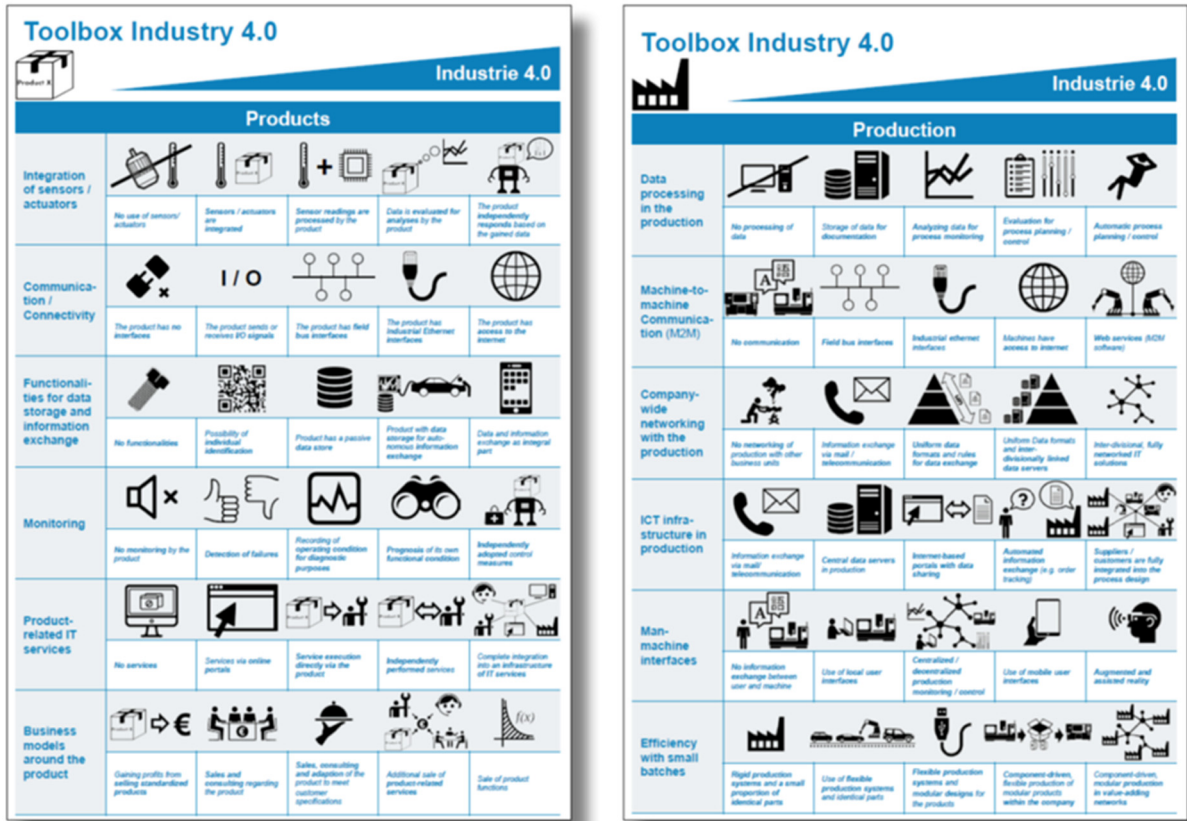 Toolbox Industry 4.0
Product X
Industrie 4.0
Products
Integration
of sensors /
actuators
No use of sensors/
actuators
Sensors / actuators
are
integrated
Sensor readings are
processed by the
product
Data is evaluated for
analyses by the
product
The product
independently
responds based on
the gained data
Communica-
tion /
Connectivity
I / O
The product has no
interfaces
The product sends or
receives I/O signals
The product has field
bus interfaces
The product has
Industrial Ethernet
interfaces
The product has
access to the
internet
Functionali-
ties for data
storage and
information
exchange
No functionalities
Possibility of
individual
identification
Product has a passive
data store
Product with data
storage for auto-
nomous information
exchange
Data and information
exchange as integral
part
Monitoring
No monitoring by the
product
Detection of failures
Recording of
operating condition
for diagnostic
purposes
Prognosis of its own
functional condition
Independently
adopted control
measures
Product-
related IT
services
No services
Services via online
portals
Service execution
directly via the
product
Independently
performed services
Complete integration
into an infrastructure
of IT services
Business
models
around the
product
€
€
€
f(x)
Gaining profits from
selling standardized
products
Sales and
consulting regarding
the product
Sales, consulting
and adaption of the
product to meet
customer
specifications
Additional sale of
product-related
services
Sale of product
functions
Toolbox Industry 4.0
Industrie 4.0
Production
Data
processing
in the
production
No processing of
data
Storage of data for
documentation
Analyzing data for
process monitoring
Evaluation for
process planning /
control
Automatic process
planning / control
Machine-to-
machine
Communica-
tion (M2M)
A
No communication
Field bus interfaces
Industrial ethernet
interfaces
Machines have
access to internet
Web services (M2M
software)
Company-
wide
networking
with the
production
No networking of
production with other
business units
Information exchange
via mail /
telecommunication
Uniform data
formats and rules
for data exchange
Uniform Data formats
and inter-
divisionally linked
data servers
Inter-divisional, fully
networked IT
solutions
ICT infra-
structure in
production
?
Information exchange
via mail/
telecommunication
Central data servers
in production
Internet-based
portals with data
sharing
Automated
information
exchange (e.g. order
tracking)
Suppliers /
customers are fully
integrated into the
process design
Man-
machine
interfaces
A
No information
exchange between
user and machine
Use of local user
interfaces
Centralized /
decentralized
production
monitoring / control
Use of mobile user
interfaces
Augmented and
assisted reality
Efficiency
with small
batches
Rigid production
systems and a small
proportion of
identical parts
Use of flexible
production systems
and identical parts
Flexible production
systems and
modular designs for
the products
Component-driven,
flexible production of
modular products
within the company
Component-driven,
modular production
in value-adding
networks